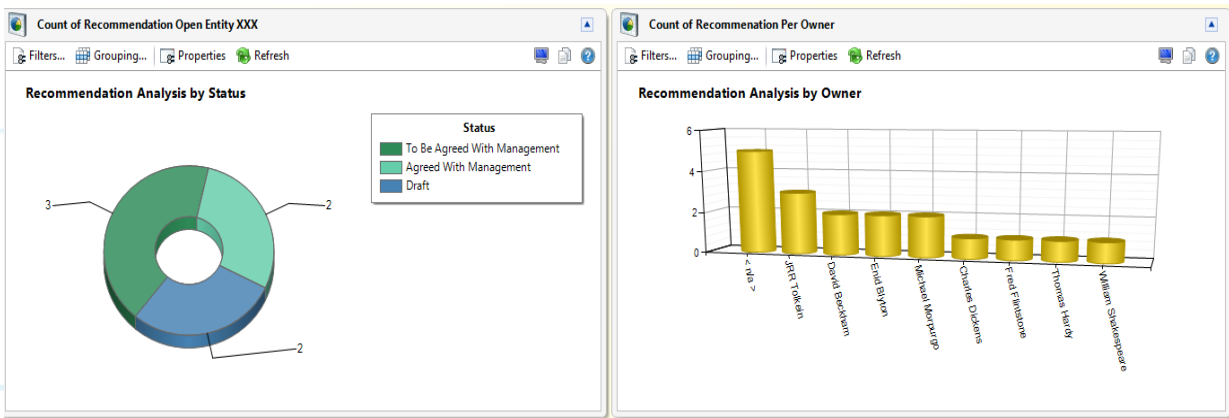 Count of Recommendation Open Entity XXX
Filters... Grouping... Properties Refresh
Recommendation Analysis by Status
Status
To Be Agreed With Management
Agreed With Management
Draft
3
2
2
Count of Recommenation Per Owner
Filters... Grouping... Properties Refresh
Recommendation Analysis by Owner
6
4
2
0
< n/a >
JRR Tolkein
David Beckham
Enid Blyton
Michael Morpurgo
Charles Dickens
Fred Flintstone
Thomas Hardy
William Shakespeare